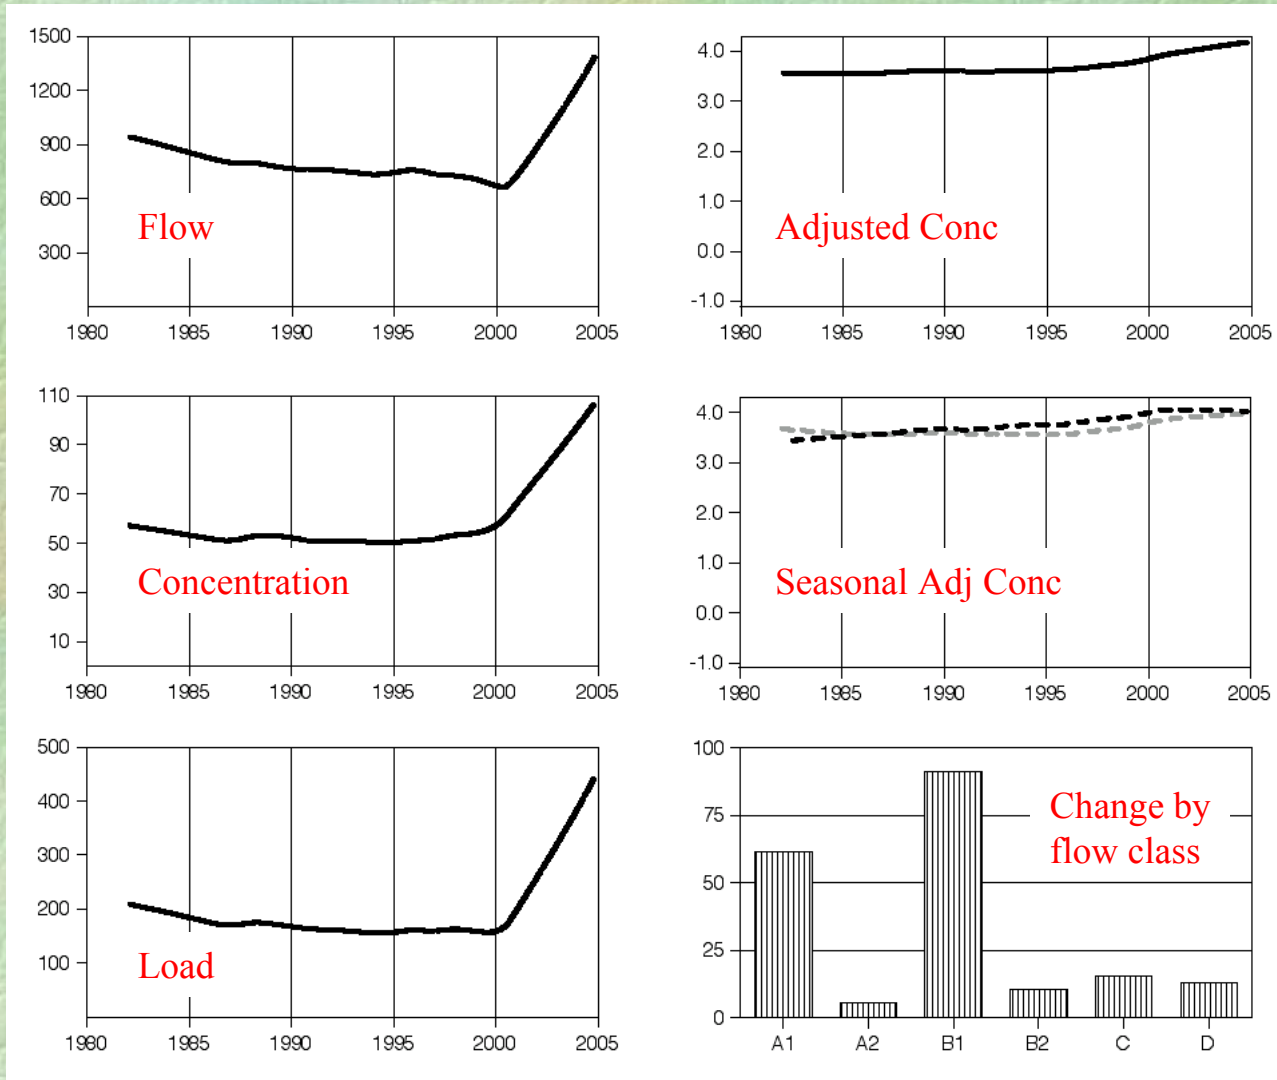 1500
1200
900
600
300
Flow
1980 1985 1990 1995 2000 2005
4.0
3.0
2.0
1.0
0.0
-1.0
Adjusted Conc
1980 1985 1990 1995 2000 2005
110
90
70
50
30
10
Concentration
1980 1985 1990 1995 2000 2005
4.0
3.0
2.0
1.0
0.0
-1.0
Seasonal Adj Conc
1980 1985 1990 1995 2000 2005
500
400
300
200
100
Load
1980 1985 1990 1995 2000 2005
100
75
50
25
0
Change by
flow class
A1 A2 B1 B2 C D